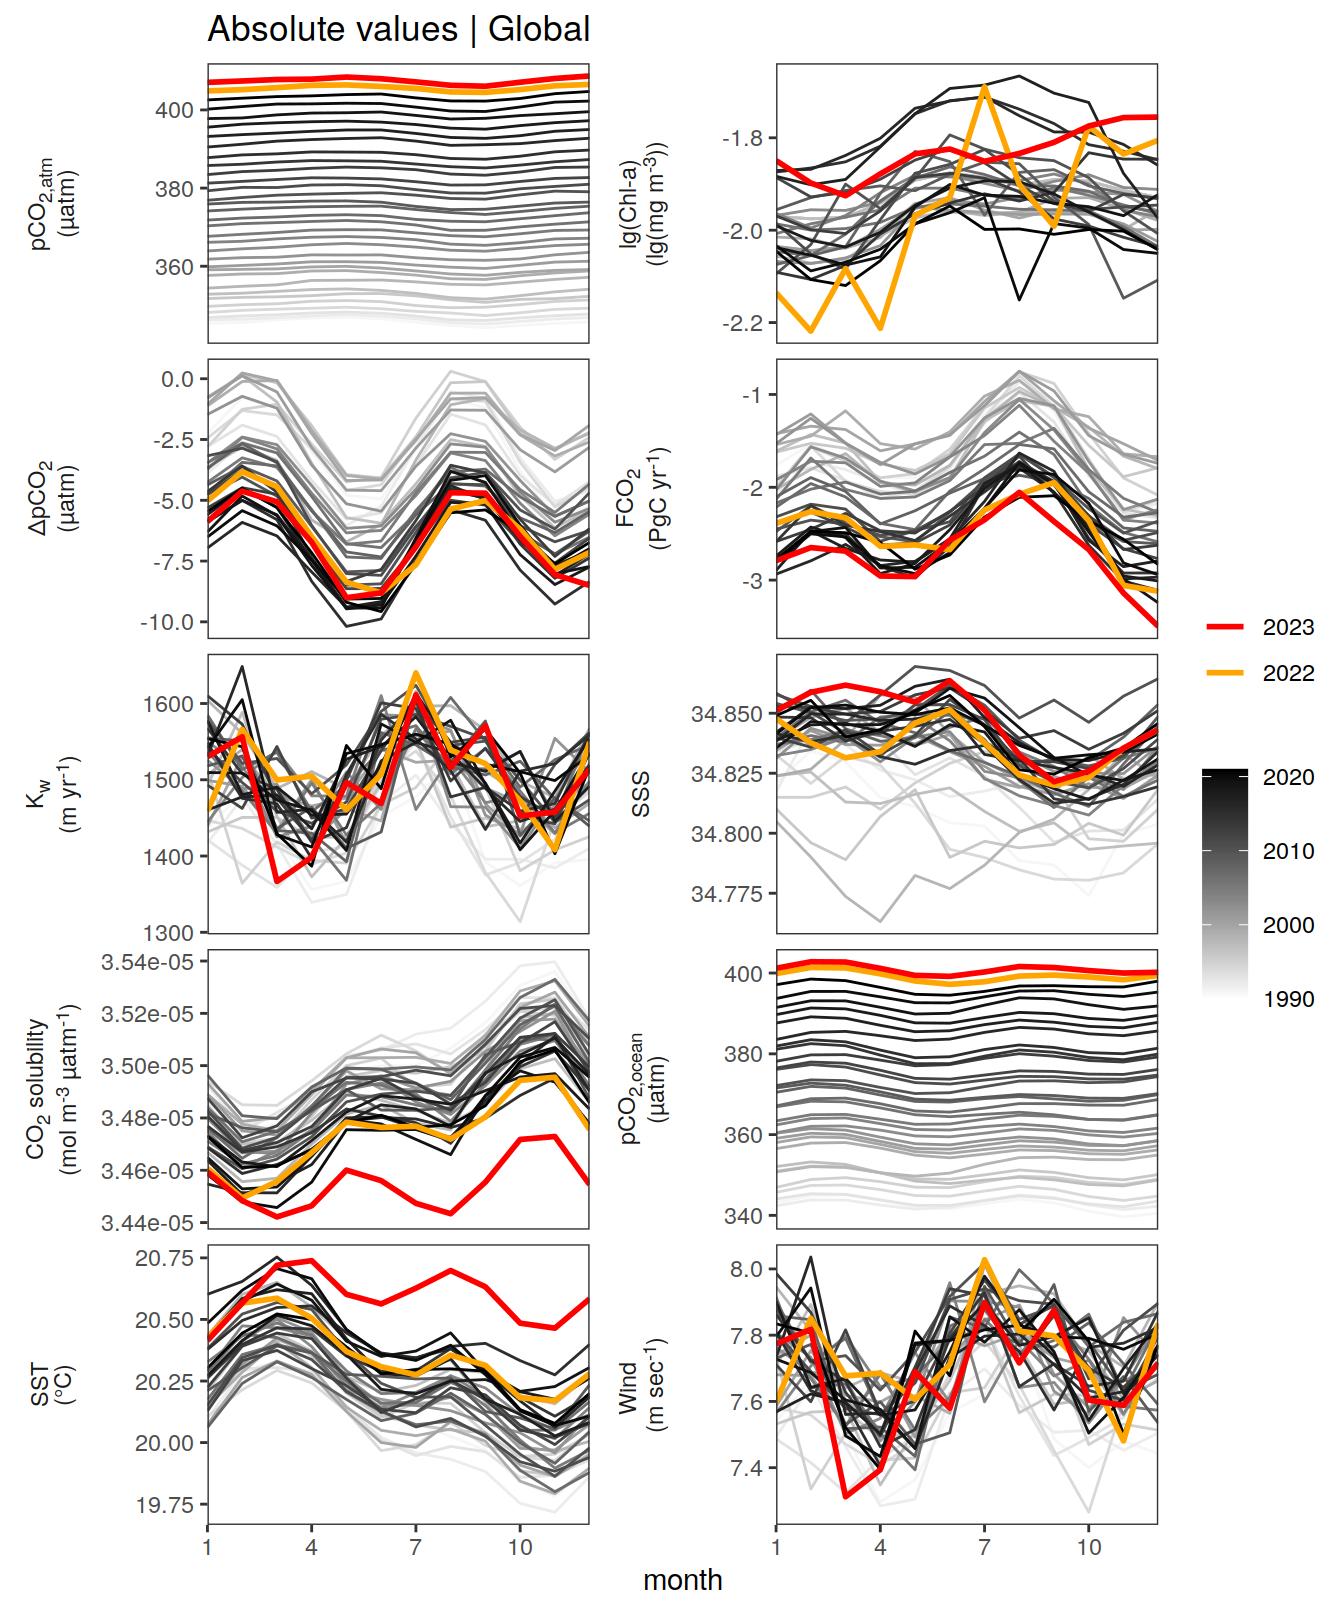 Absolute values | Global
pCO2,atm
(µatm)
400
380
360
lg(Chl-a)
(lg(mg m-3))
-1.8
-2.0
-2.2
ΔpCO2
(µatm)
0.0
-2.5
-5.0
-7.5
-10.0
FCO2
(PgC yr-1)
-1
-2
-3
Kw
(m yr-1)
1600
1500
1400
1300
SSS
34.850
34.825
34.800
34.775
CO2 solubility
(mol m-3 µatm-1)
3.54e-05
3.52e-05
3.50e-05
3.48e-05
3.46e-05
3.44e-05
pCO2,ocean
(µatm)
400
380
360
340
SST
(°C)
20.75
20.50
20.25
20.00
19.75
Wind
(m sec-1)
8.0
7.8
7.6
7.4
1 4 7 10
1 4 7 10
month
2023
2022
2020
2010
2000
1990